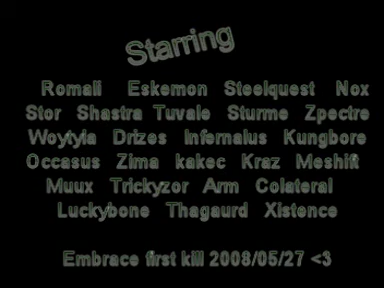 Starring
Romali Eskemon Steelquest Nox
Stor Shastra Tuvale Sturme Zpectre
Woytyla Drizes Infernalus Kungbore
Occasus Zima kakec Kraz Meshift
Muux Trickyzor Arm Colateral
Luckybone Thagaurd Xistence
Embrace first kill 2008/05/27 <3